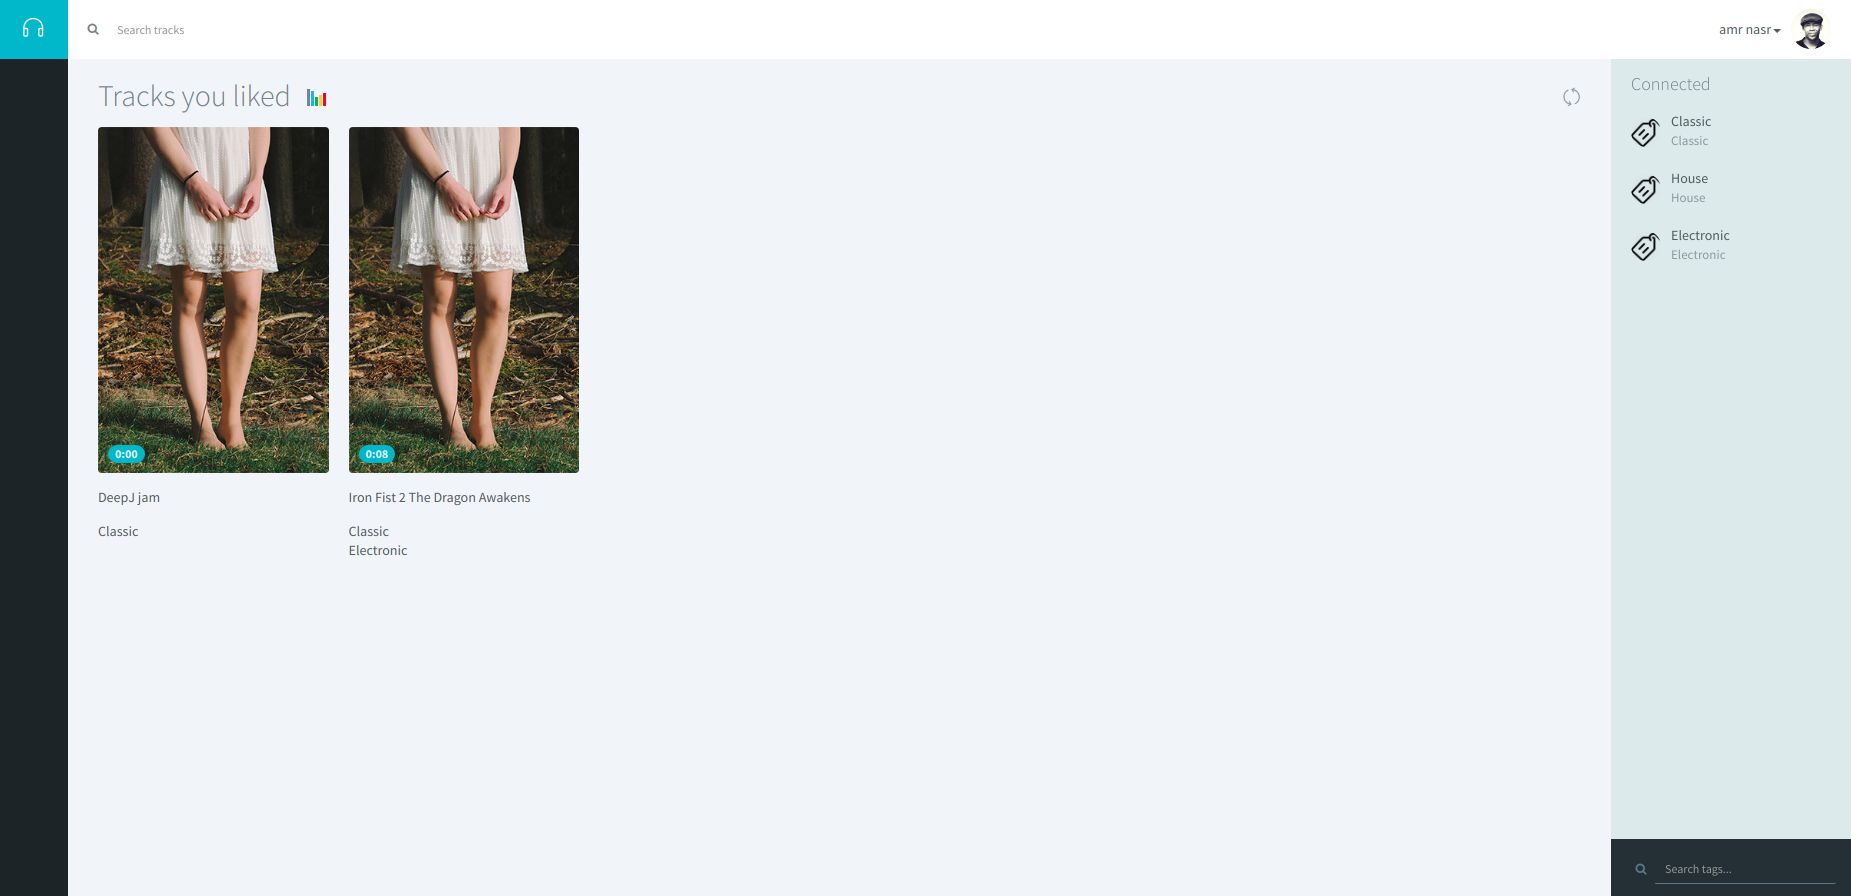 Search tracks
amr nasr
Tracks you liked
0:00
DeepJ jam
Classic
0:08
Iron Fist 2 The Dragon Awakens
Classic
Electronic
Connected
Classic
Classic
House
House
Electronic
Electronic
Search tags...